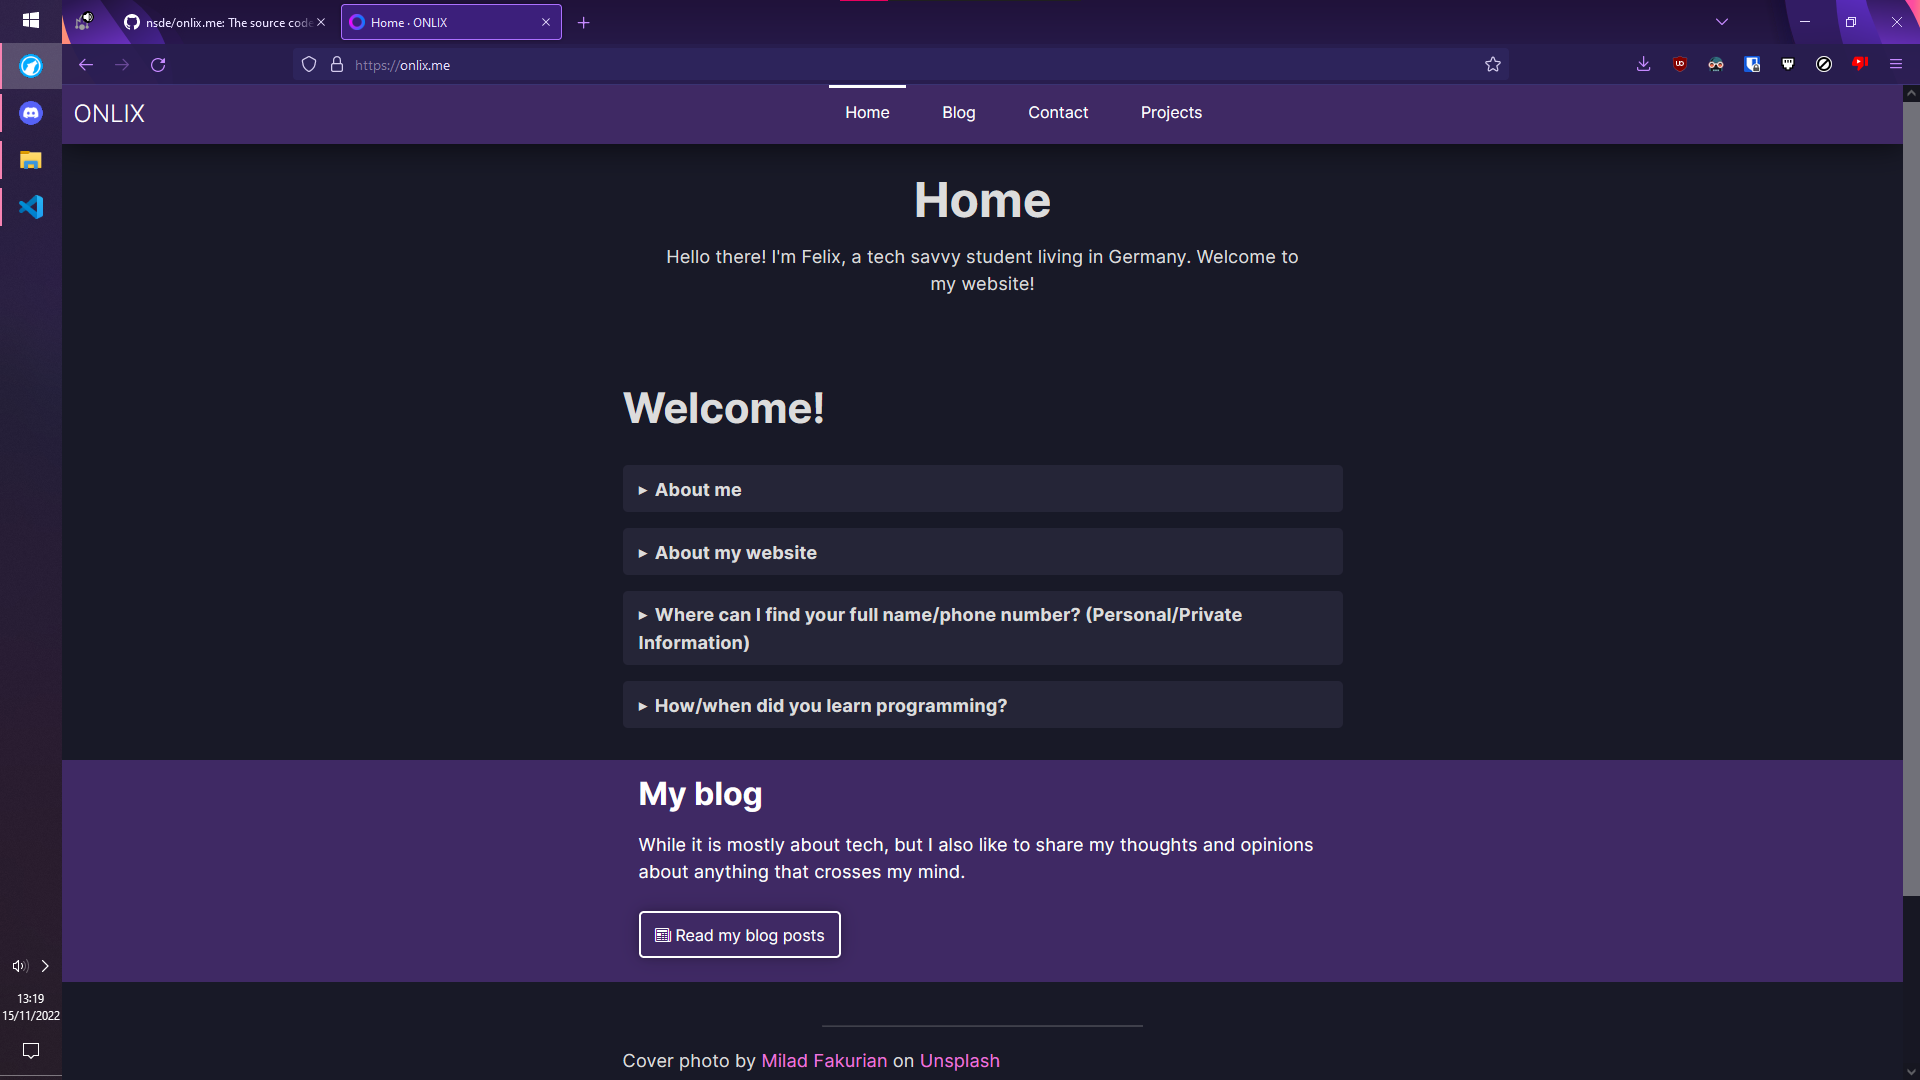 nsde/onlix.me: The source code
Home · ONLIX
https://onlix.me
ONLIX
Home
Blog
Contact
Projects
Home
Hello there! I'm Felix, a tech savvy student living in Germany. Welcome to
my website!
Welcome!
▸ About me
▸ About my website
▸ Where can I find your full name/phone number? (Personal/Private
Information)
▸ How/when did you learn programming?
My blog
While it is mostly about tech, but I also like to share my thoughts and opinions
about anything that crosses my mind.
Read my blog posts
13:19
15/11/2022
Cover photo by Milad Fakurian on Unsplash